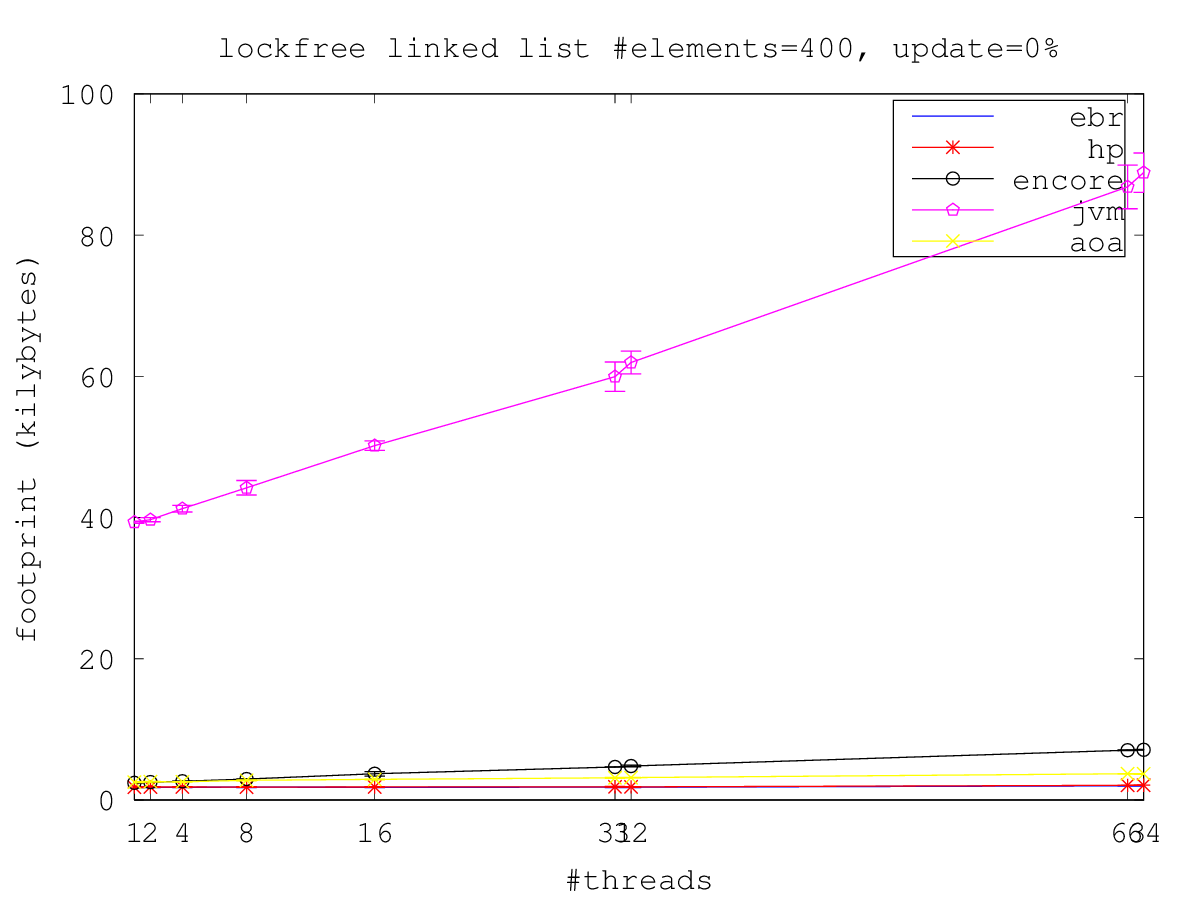 lockfree linked list #elements=400, update=0%
100
80
60
40
20
0
footprint (kilybytes)
ebr
hp
encore
jvm
aoa
1 2 4 8 16 31 32 63 64
#threads